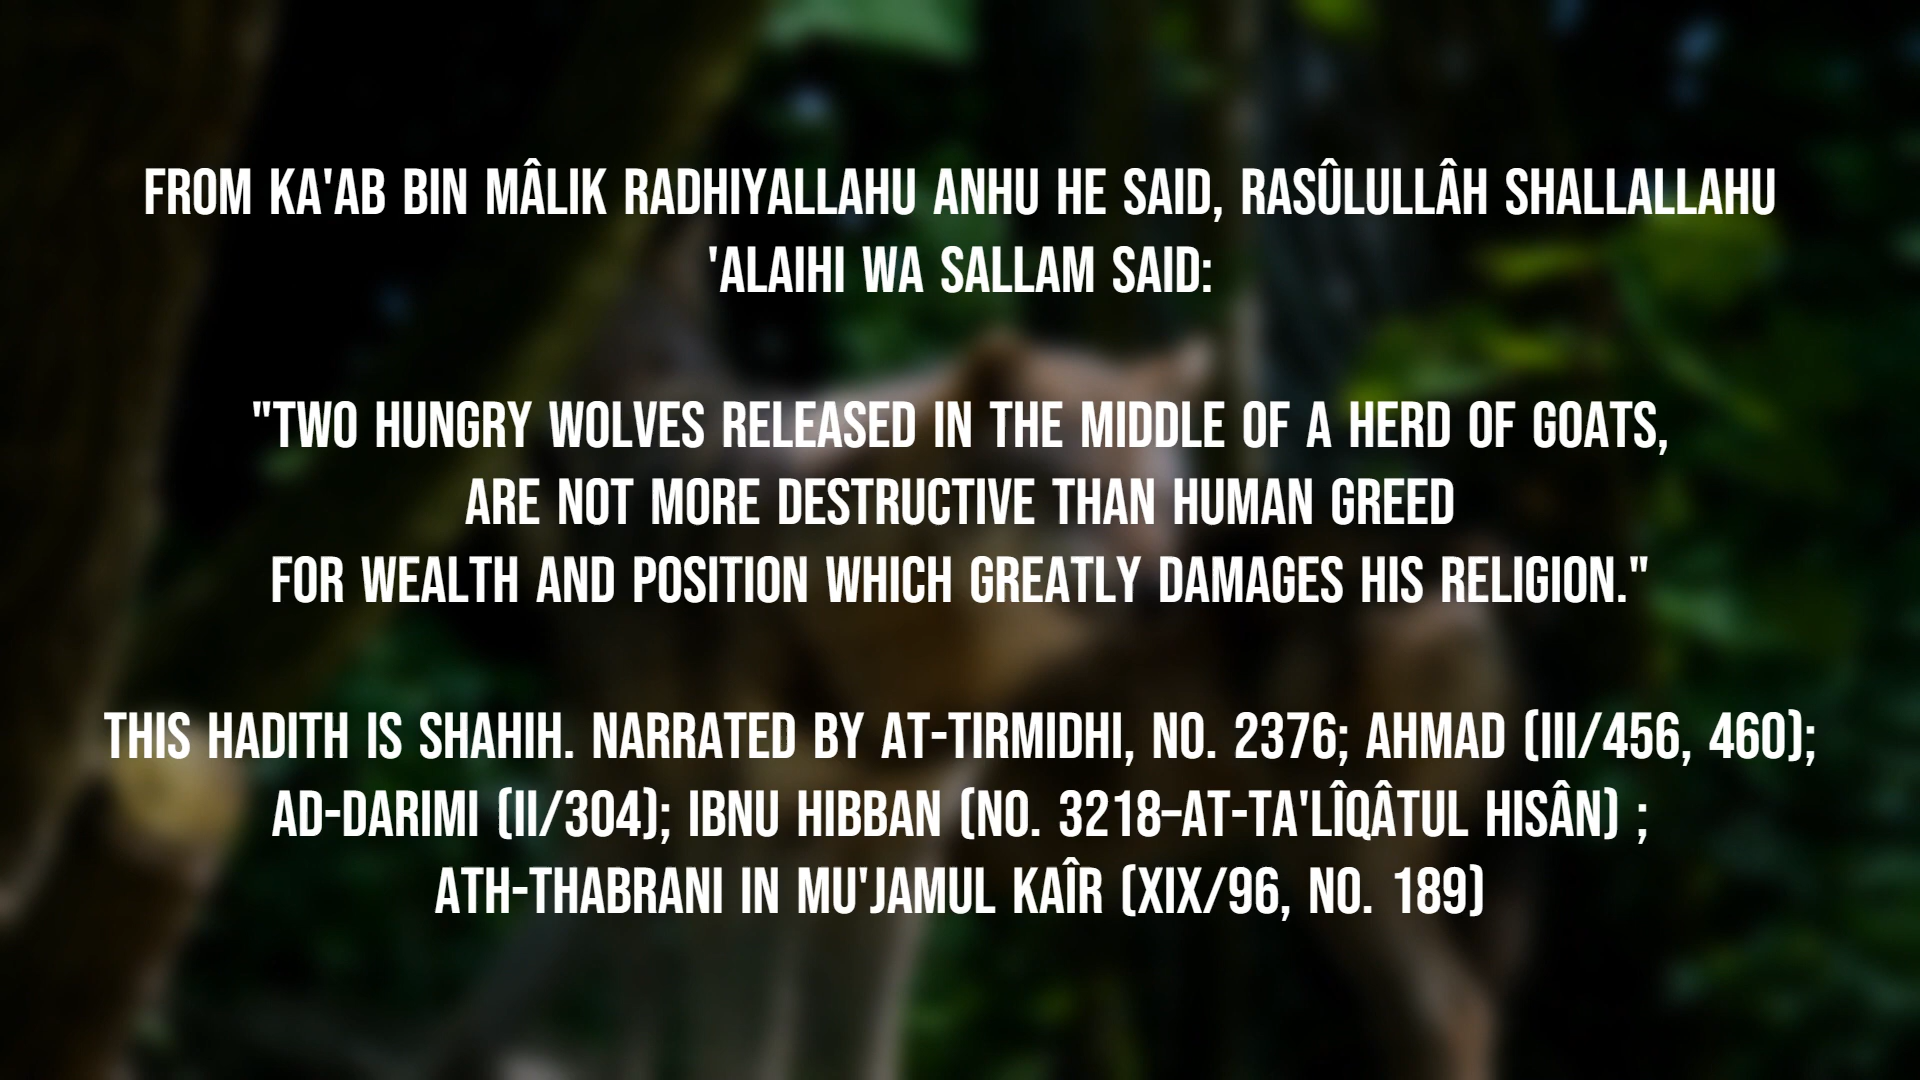 FROM KA'AB BIN MÂLIK RADHIYALLAHU ANHU HE SAID, RASÛLULLÂH SHALLALLAHU
'ALAIHI WA SALLAM SAID:
"TWO HUNGRY WOLVES RELEASED IN THE MIDDLE OF A HERD OF GOATS,
ARE NOT MORE DESTRUCTIVE THAN HUMAN GREED
FOR WEALTH AND POSITION WHICH GREATLY DAMAGES HIS RELIGION."
THIS HADITH IS SHAHIH. NARRATED BY AT-TIRMIDHI, NO. 2376; AHMAD (III/456, 460);
AD-DARIMI (II/304); IBNU HIBBAN (NO. 3218–AT-TA'LÎQÂTUL HISÂN) ;
ATH-THABRANI IN MU'JAMUL KAÎR (XIX/96, NO. 189)